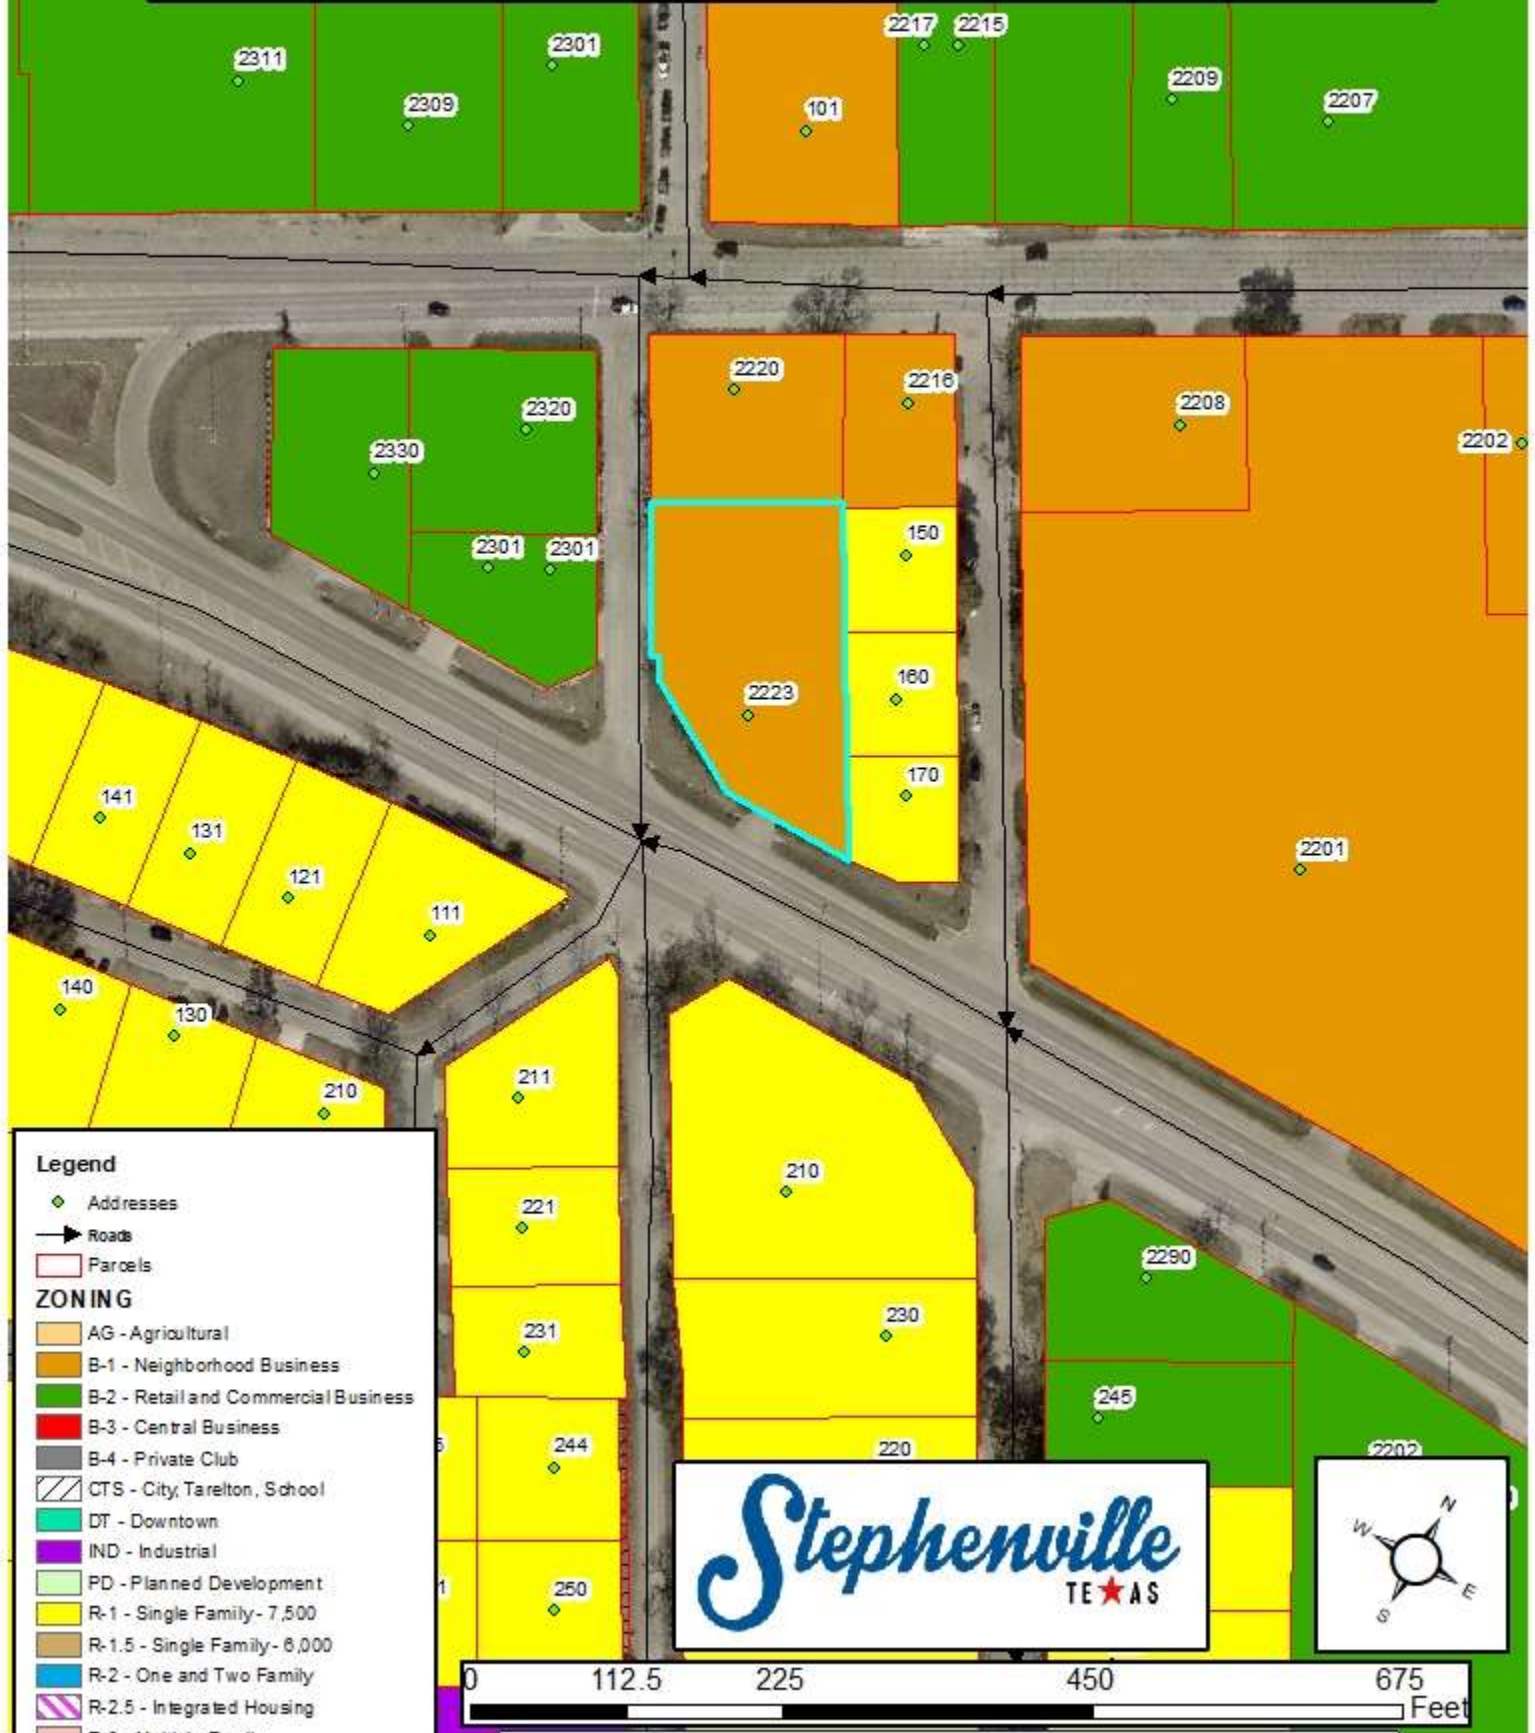 2217 2215
2301
2311
2209
2207
2309
101
2220
2216
2208
2320
2202
2330
150
2301 2301
160
2223
170
141
131
2201
121
111
140
130
211
210
210
221
2290
230
231
245
244
220
2202
250
Legend
Addresses
Roads
Parcels
ZONING
AG - Agricultural
B-1 - Neighborhood Business
B-2 - Retail and Commercial Business
B-3 - Central Business
B-4 - Private Club
CTS - City, Tarelton, School
DT - Downtown
IND - Industrial
PD - Planned Development
R-1 - Single Family - 7,500
R-1.5 - Single Family - 6,000
R-2 - One and Two Family
R-2.5 - Integrated Housing
Stephenville
TEXAS
N
W
E
S
0 112.5 225 450 675
Feet